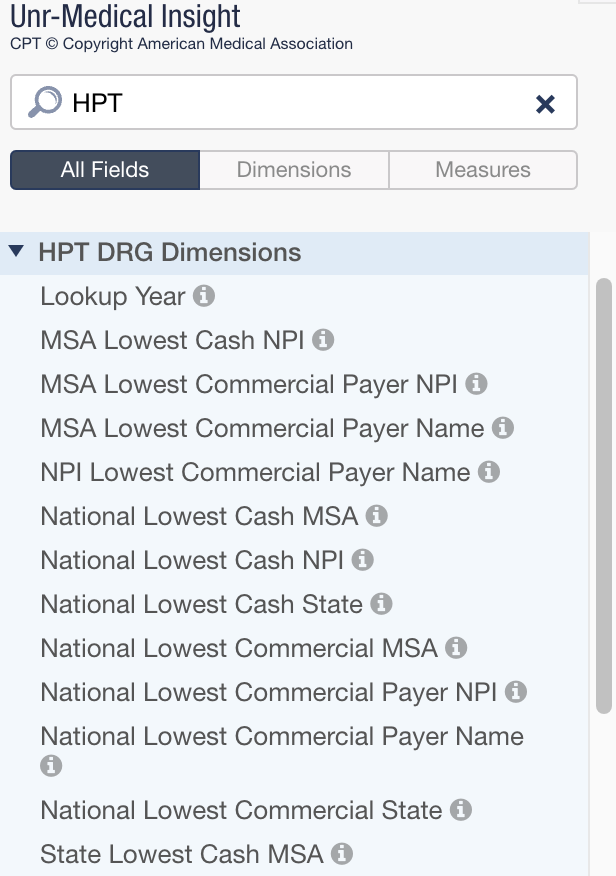 Unr-Medical Insight
CPT © Copyright American Medical Association
HPT
All Fields
Dimensions
Measures
HPT DRG Dimensions
Lookup Year
MSA Lowest Cash NPI
MSA Lowest Commercial Payer NPI
MSA Lowest Commercial Payer Name
NPI Lowest Commercial Payer Name
National Lowest Cash MSA
National Lowest Cash NPI
National Lowest Cash State
National Lowest Commercial MSA
National Lowest Commercial Payer NPI
National Lowest Commercial Payer Name
National Lowest Commercial State
State Lowest Cash MSA